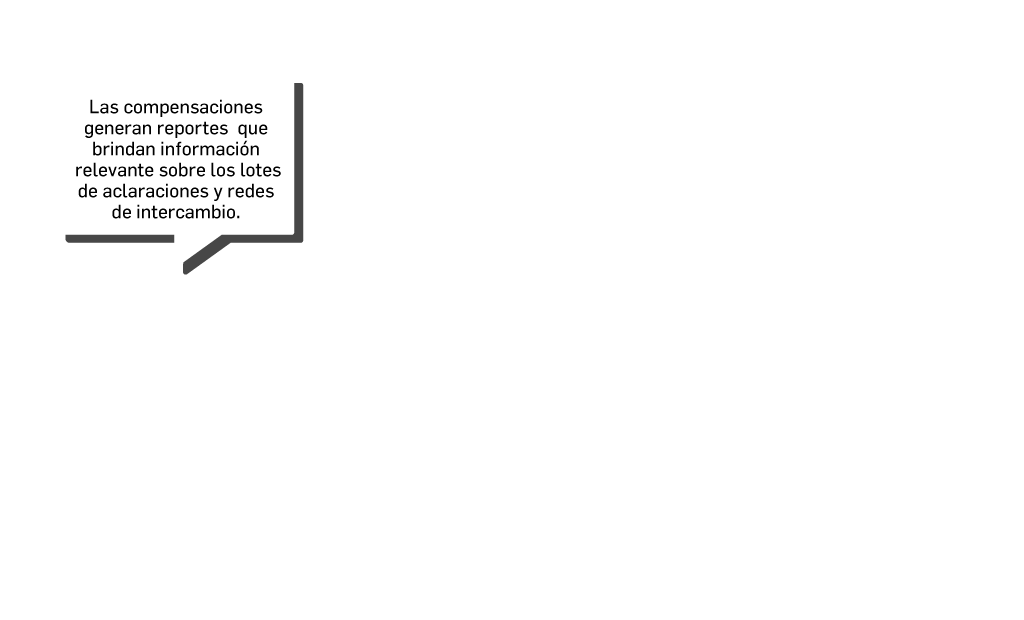 Las compensaciones
generan reportes  que
brindan información
relevante sobre los lotes
de aclaraciones y redes
de intercambio.